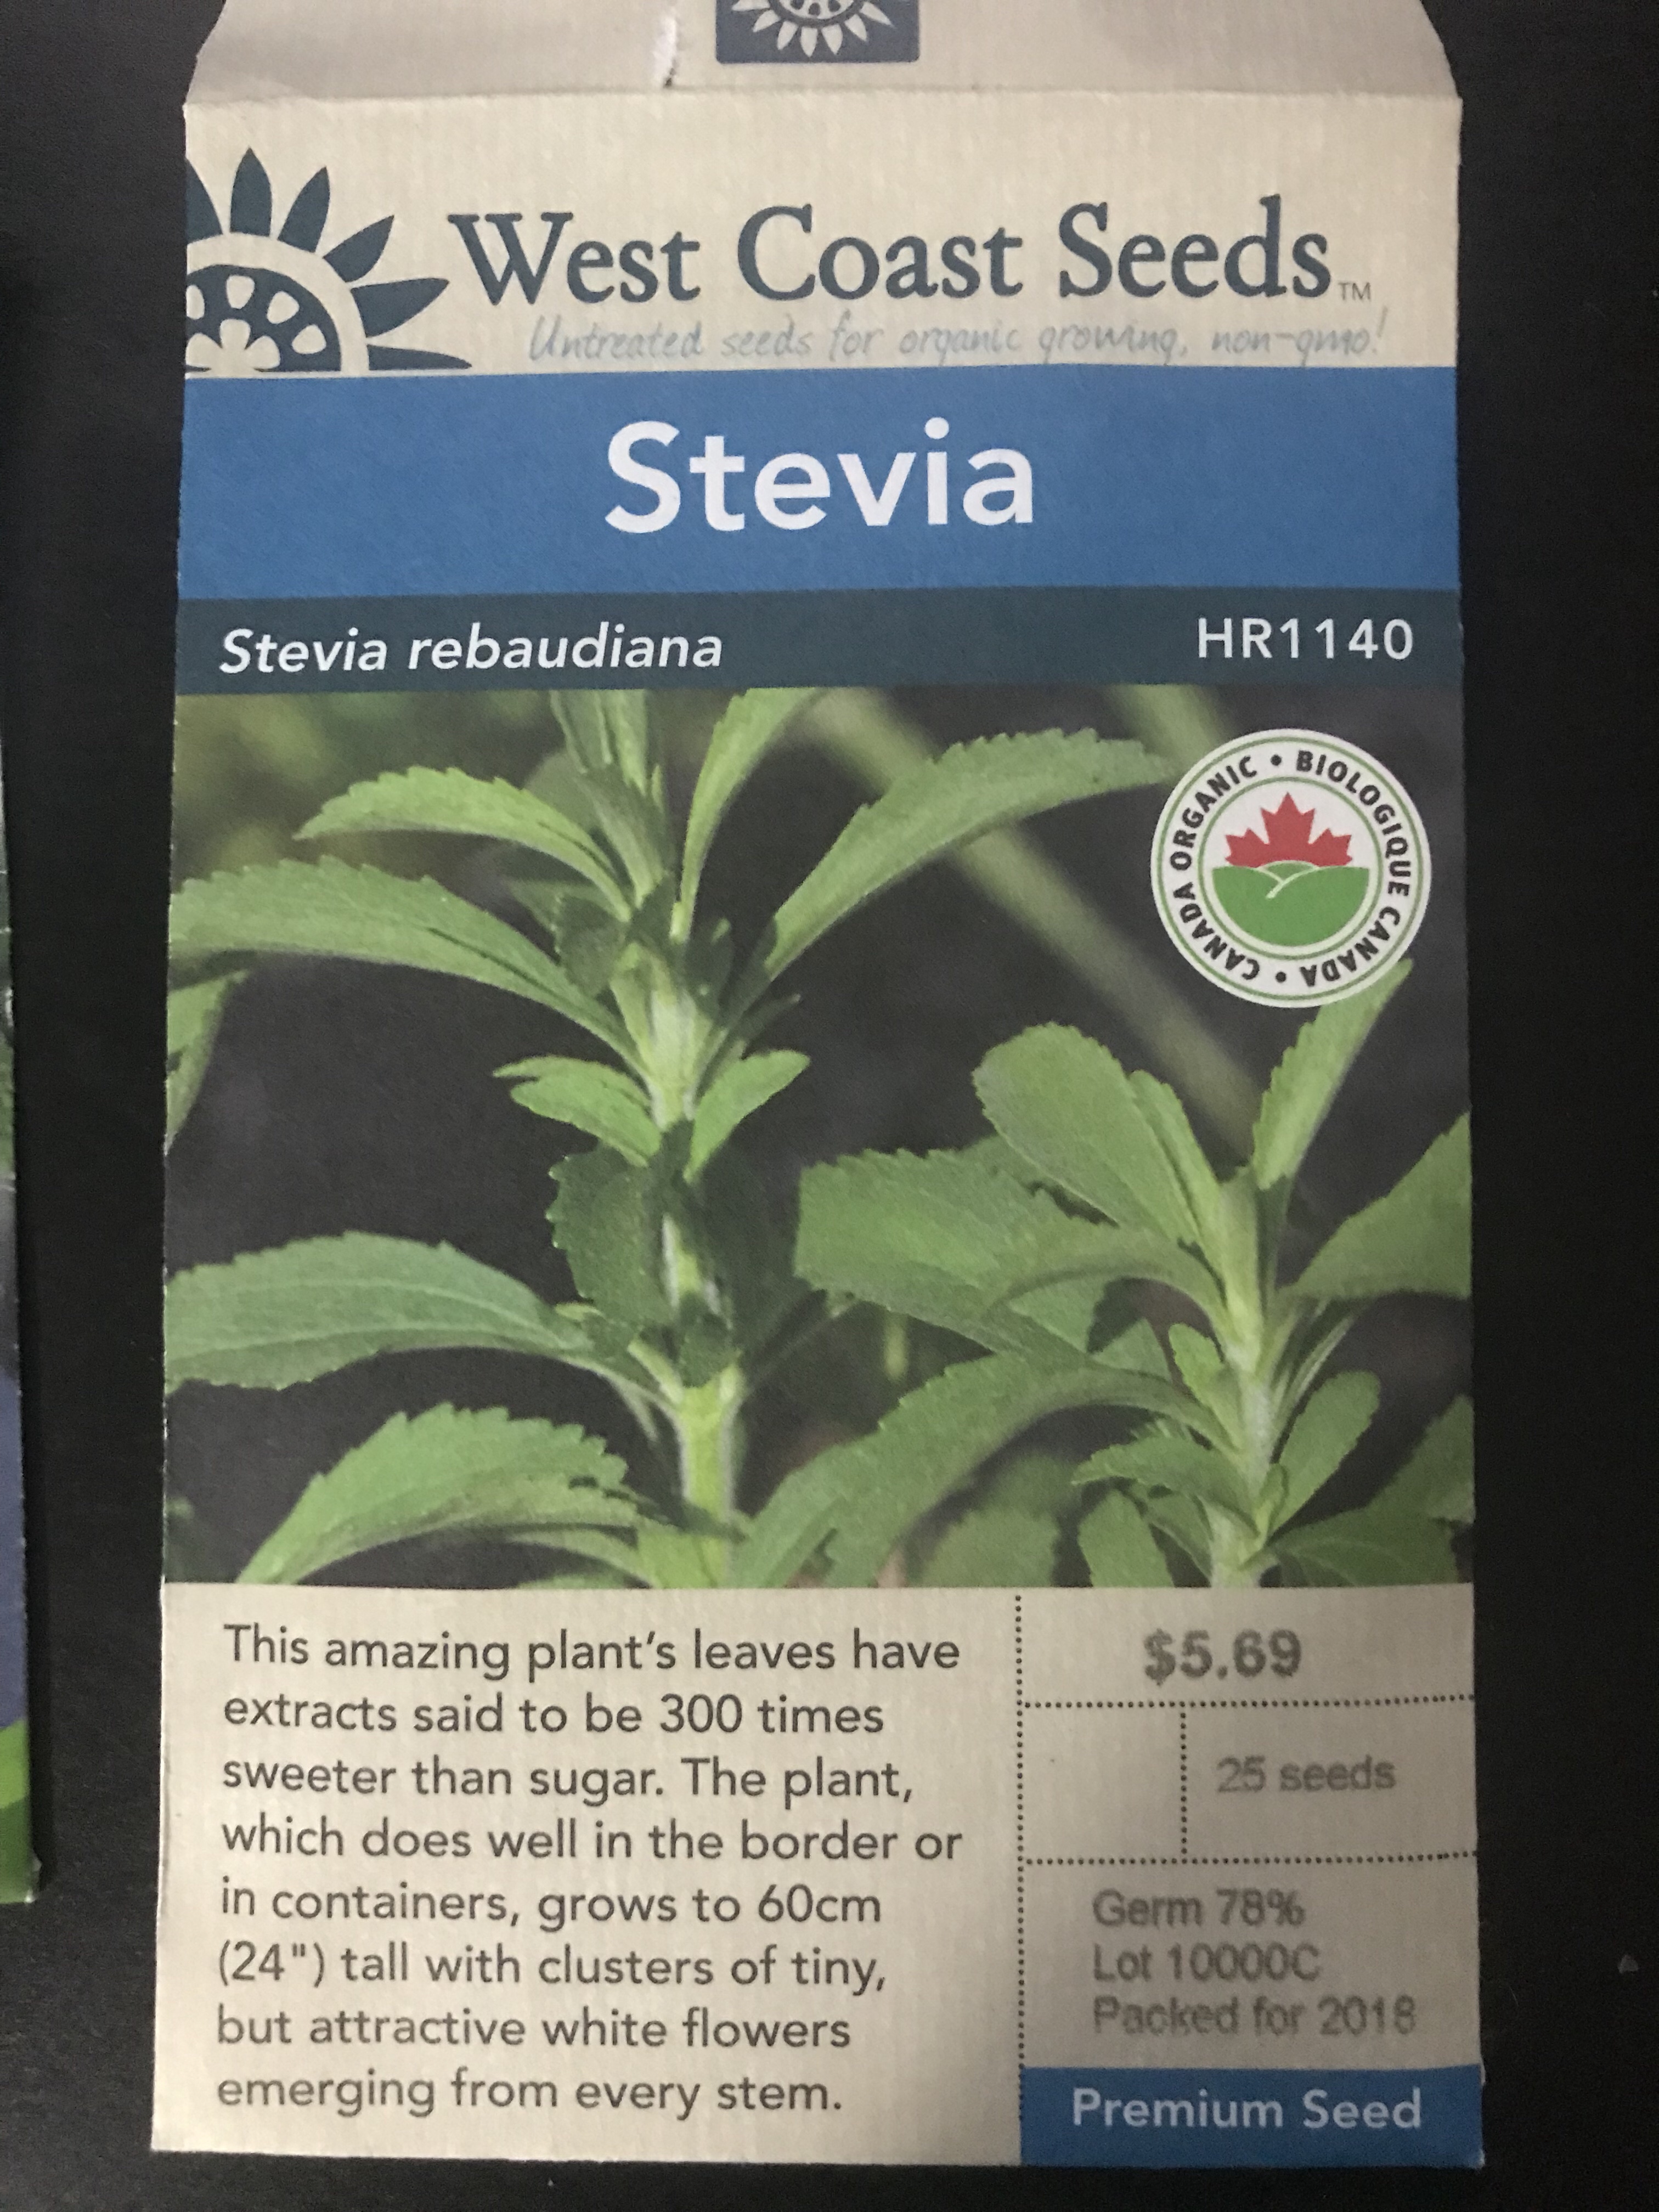 West Coast Seeds™
Untreated seeds for organic growing, non-gmo!
Stevia
Stevia rebaudiana
HR1140
CANADA ORGANIC • BIOLOGIQUE CANADA •
This amazing plant's leaves have
extracts said to be 300 times
sweeter than sugar. The plant,
which does well in the border or
in containers, grows to 60cm
(24") tall with clusters of tiny,
but attractive white flowers
emerging from every stem.
$5.69
25 seeds
Germ 78%
Lot 10000C
Packed for 2018
Premium Seed